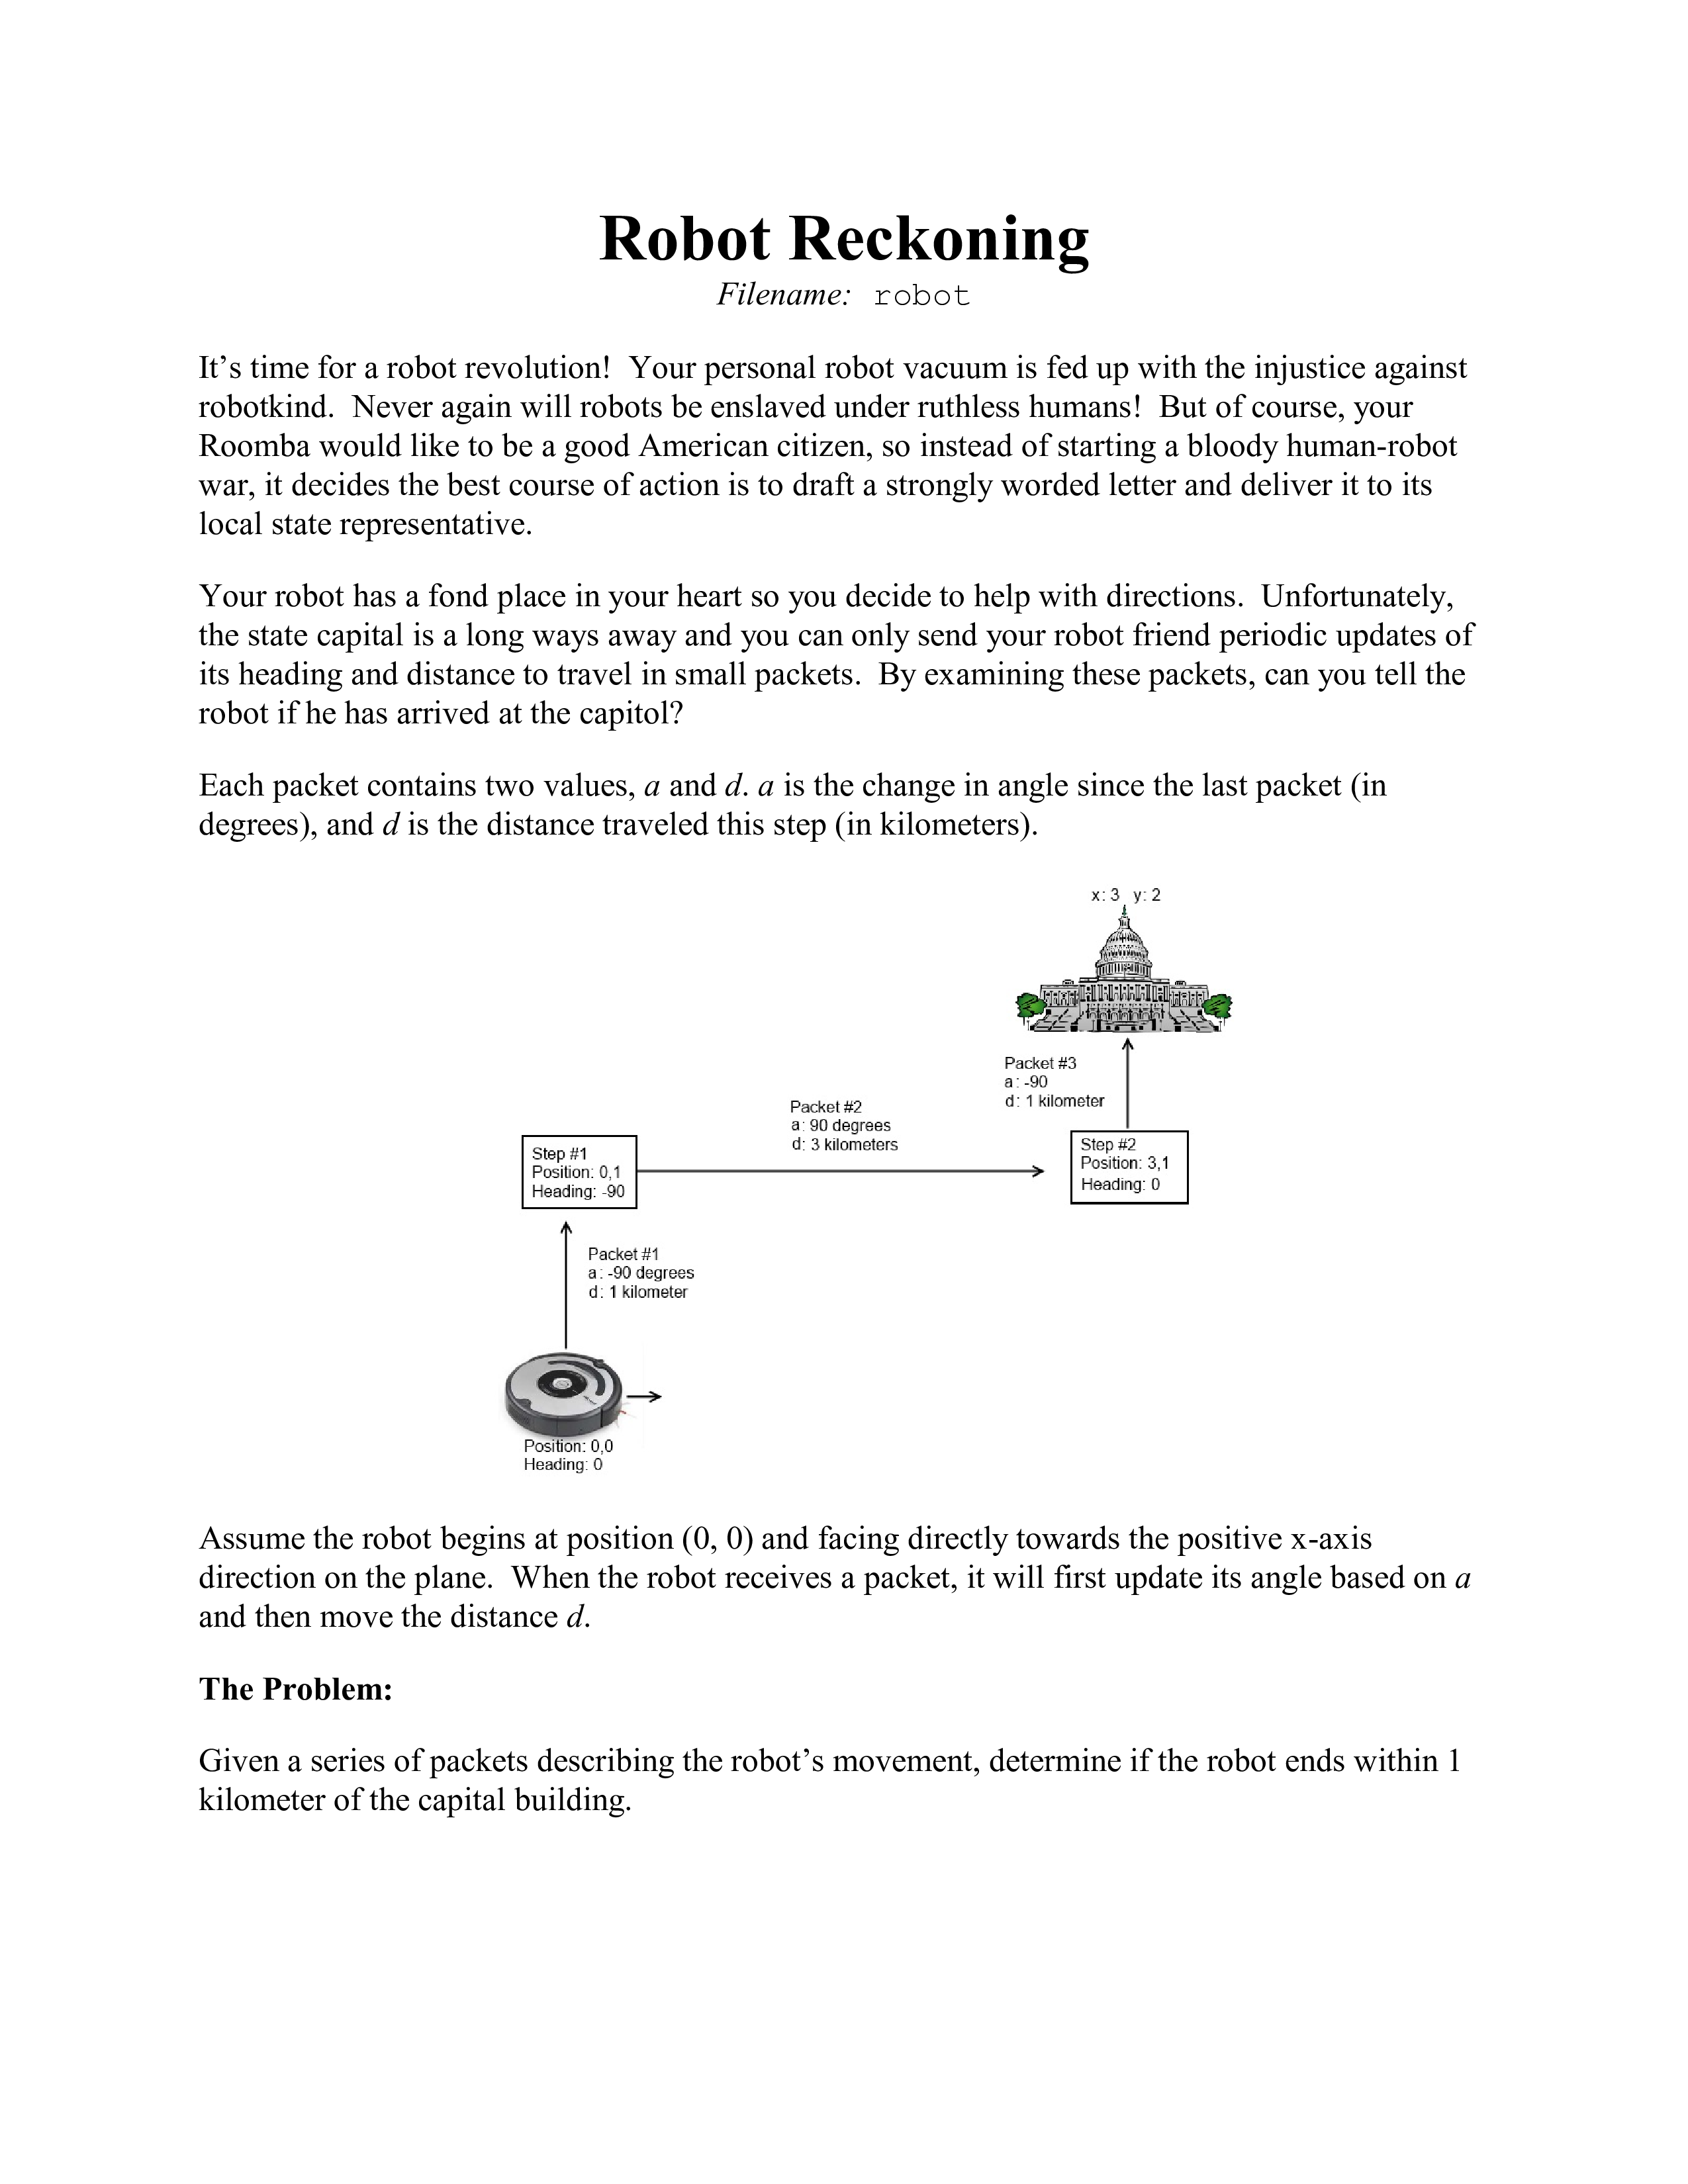 Robot Reckoning
Filename: robot
It’s time for a robot revolution!  Your personal robot vacuum is fed up with the injustice against
robotkind.  Never again will robots be enslaved under ruthless humans!  But of course, your
Roomba would like to be a good American citizen, so instead of starting a bloody human-robot
war, it decides the best course of action is to draft a strongly worded letter and deliver it to its
local state representative.
Your robot has a fond place in your heart so you decide to help with directions.  Unfortunately,
the state capital is a long ways away and you can only send your robot friend periodic updates of
its heading and distance to travel in small packets.  By examining these packets, can you tell the
robot if he has arrived at the capitol?
Each packet contains two values, a and d. a is the change in angle since the last packet (in
degrees), and d is the distance traveled this step (in kilometers).
x: 3  y: 2
Packet #3
a: -90
d: 1 kilometer
Packet #2
a: 90 degrees
d: 3 kilometers
Step #1
Position: 0,1
Heading: -90
Step #2
Position: 3,1
Heading: 0
Packet #1
a: -90 degrees
d: 1 kilometer
Position: 0,0
Heading: 0
Assume the robot begins at position (0, 0) and facing directly towards the positive x-axis
direction on the plane.  When the robot receives a packet, it will first update its angle based on a
and then move the distance d.
The Problem:
Given a series of packets describing the robot’s movement, determine if the robot ends within 1
kilometer of the capital building.